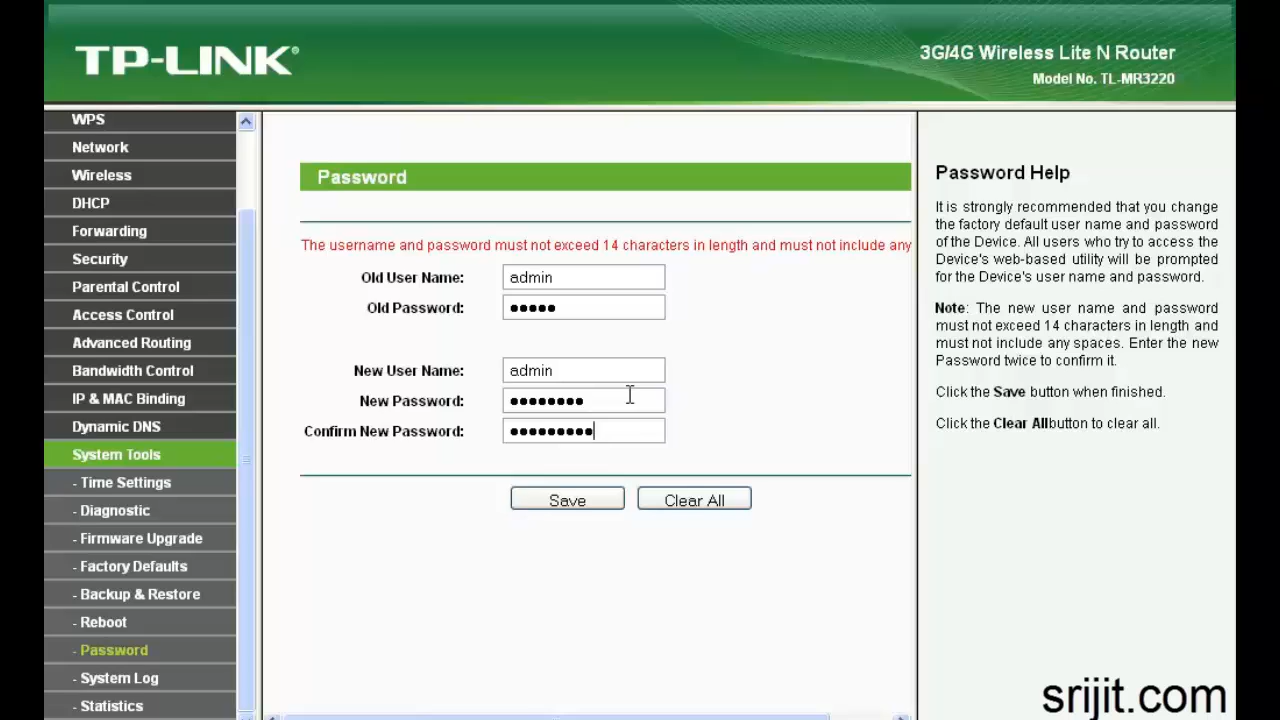 TP-LINK®
3G/4G Wireless Lite N Router
Model No. TL-MR3220
WPS
Network
Wireless
DHCP
Forwarding
Security
Parental Control
Access Control
Advanced Routing
Bandwidth Control
IP & MAC Binding
Dynamic DNS
System Tools
- Time Settings
- Diagnostic
- Firmware Upgrade
- Factory Defaults
- Backup & Restore
- Reboot
- Password
- System Log
- Statistics
Password
The username and password must not exceed 14 characters in length and must not include any
Old User Name: admin
Old Password: •••••
New User Name: admin
New Password: ••••••••
Confirm New Password: •••••••••
Save Clear All
Password Help
It is strongly recommended that you change
the factory default user name and password
of the Device. All users who try to access the
Device's web-based utility will be prompted
for the Device's user name and password.
Note: The new user name and password
must not exceed 14 characters in length and
must not include any spaces. Enter the new
Password twice to confirm it.
Click the Save button when finished.
Click the Clear Allbutton to clear all.
srijit.com